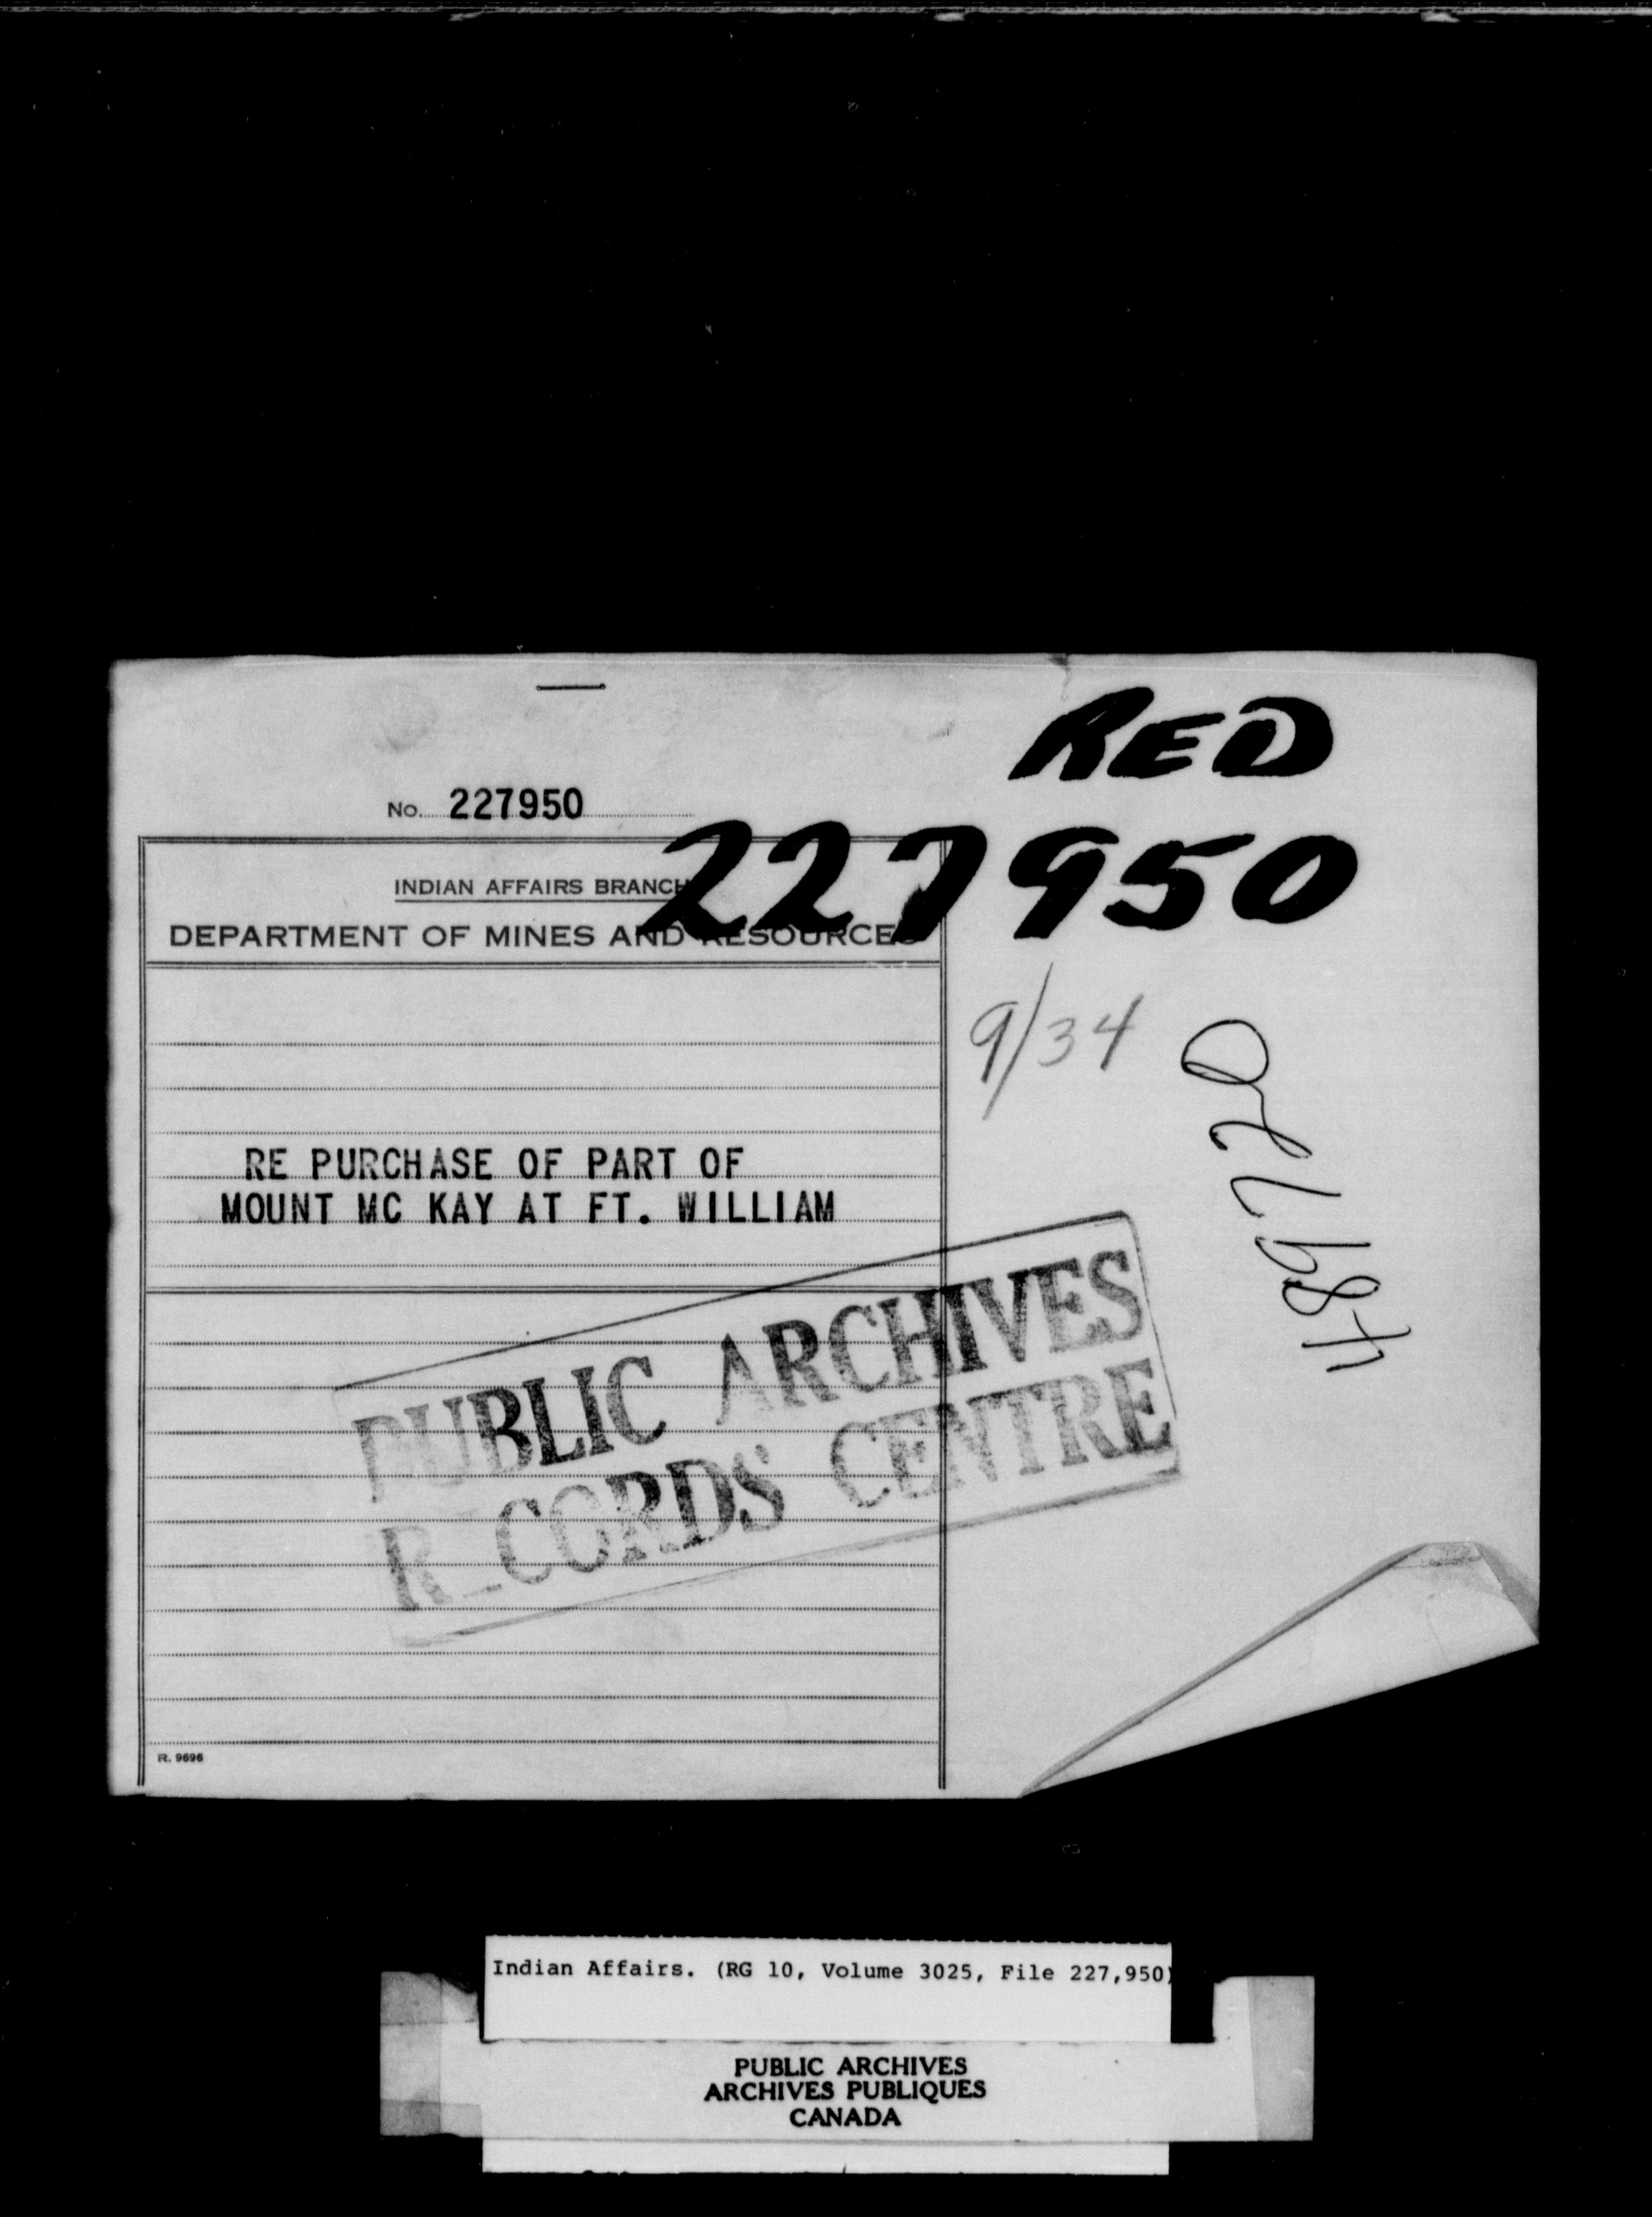 RED
No. 227950
227950
INDIAN AFFAIRS BRANCH
DEPARTMENT OF MINES AND RESOURCES
9/34
RE PURCHASE OF PART OF
MOUNT MC KAY AT FT. WILLIAM
PUBLIC ARCHIVES
R_CORDS CENTRE
R. 9696
Indian Affairs. (RG 10, Volume 3025, File 227,950)
PUBLIC ARCHIVES
ARCHIVES PUBLIQUES
CANADA